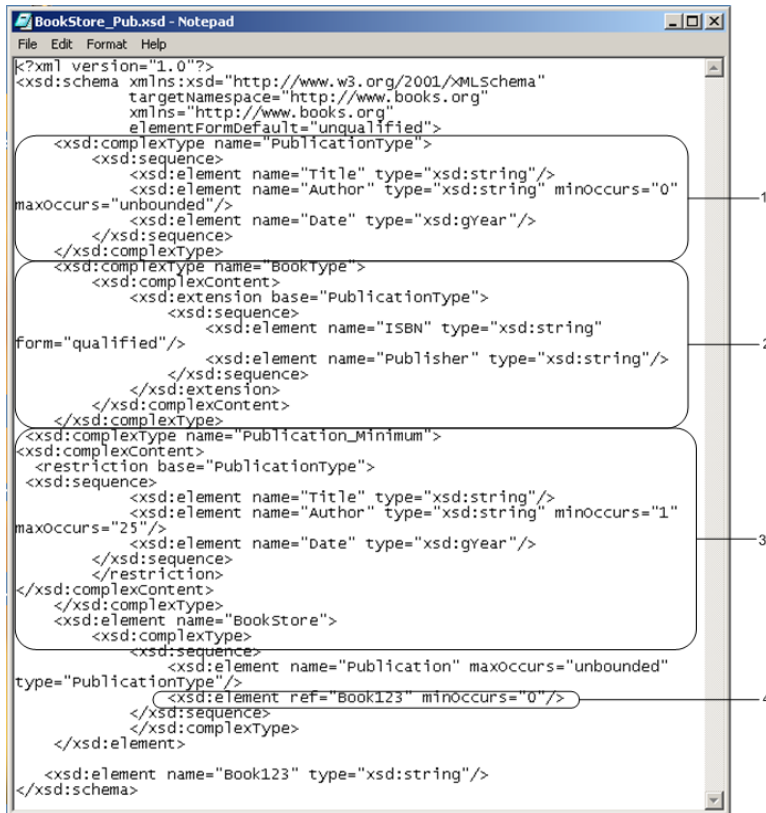 BookStore_Pub.xsd - Notepad
File Edit Format Help
<?xml version="1.0"?>
<xsd:schema xmlns:xsd="http://www.w3.org/2001/XMLSchema"
targetNamespace="http://www.books.org"
xmlns="http://www.books.org"
elementFormDefault="unqualified">
<xsd:complexType name="PublicationType">
<xsd:sequence>
<xsd:element name="Title" type="xsd:string"/>
<xsd:element name="Author" type="xsd:string" minOccurs="0"
1
maxOccurs="unbounded"/>
<xsd:element name="Date" type="xsd:gYear"/>
</xsd:sequence>
</xsd:complexType>
<xsd:complexType name="BookType">
<xsd:complexContent>
<xsd:extension base="PublicationType">
<xsd:sequence>
<xsd:element name="ISBN" type="xsd:string"
form="qualified"/>
2
<xsd:element name="Publisher" type="xsd:string"/>
</xsd:sequence>
</xsd:extension>
</xsd:complexContent>
</xsd:complexType>
<xsd:complexType name="Publication_Minimum">
<xsd:complexContent>
<restriction base="PublicationType">
<xsd:sequence>
<xsd:element name="Title" type="xsd:string"/>
<xsd:element name="Author" type="xsd:string" minOccurs="1"
maxOccurs="25"/>
<xsd:element name="Date" type="xsd:gYear"/>
3
</xsd:sequence>
</restriction>
</xsd:complexContent>
</xsd:complexType>
<xsd:element name="BookStore">
<xsd:complexType>
<xsd:sequence>
<xsd:element name="Publication" maxOccurs="unbounded"
type="PublicationType"/>
<xsd:element ref="Book123" minOccurs="0"/>
4
</xsd:sequence>
</xsd:complexType>
</xsd:element>
<xsd:element name="Book123" type="xsd:string"/>
</xsd:schema>